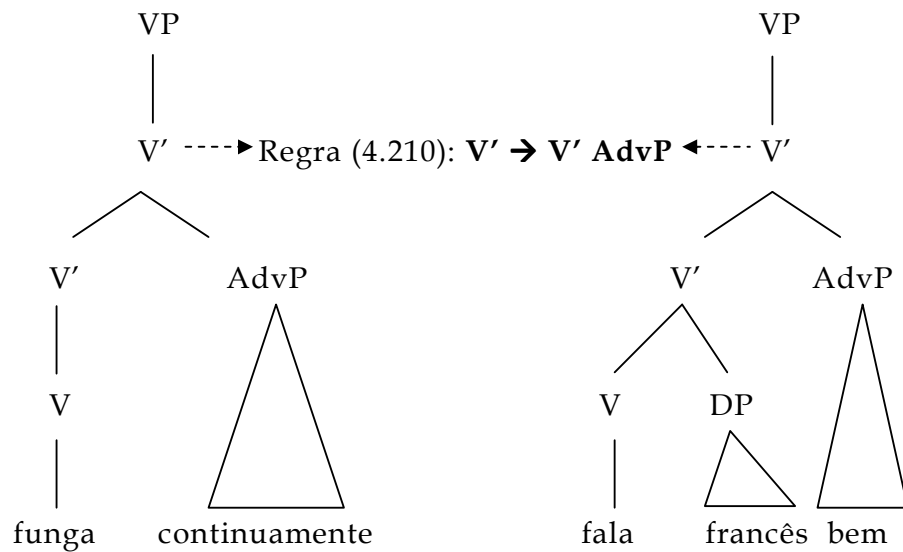 VP VP
V’ Regra (4.210): V’ → V’ AdvP V’
V’ AdvP V’ AdvP
V V DP
funga continuamente fala francês bem